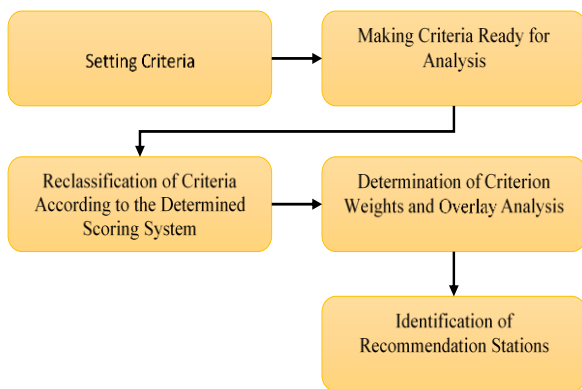 Setting Criteria
Making Criteria Ready for
Analysis
Reclassification of Criteria
According to the Determined
Scoring System
Determination of Criterion
Weights and Overlay Analysis
Identification of
Recommendation Stations